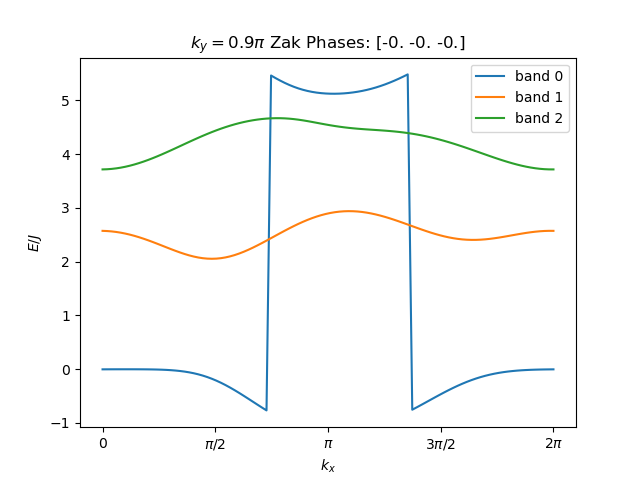 k_y = 0.9π Zak Phases: [-0. -0. -0.]
band 0
band 1
band 2
E/J
5
4
3
2
1
0
−1
0 π/2 π 3π/2 2π
k_x